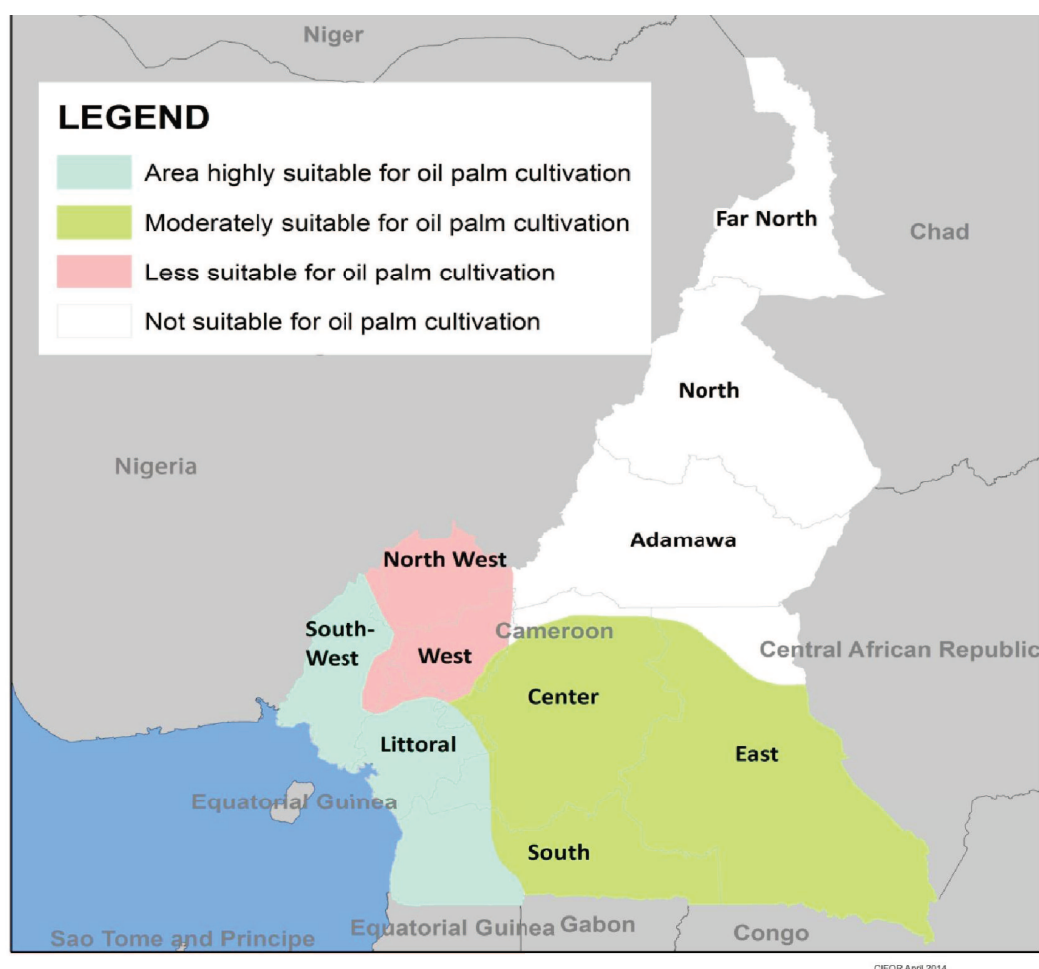 Niger
LEGEND
Area highly suitable for oil palm cultivation
Moderately suitable for oil palm cultivation
Less suitable for oil palm cultivation
Not suitable for oil palm cultivation
Far North
Chad
North
Nigeria
Adamawa
North West
South-
West
West
Cameroon
Central African Republic
Center
Littoral
East
Equatorial Guinea
South
Equatorial Guinea
Gabon
Congo
Sao Tome and Principe
CIFOR April 2014